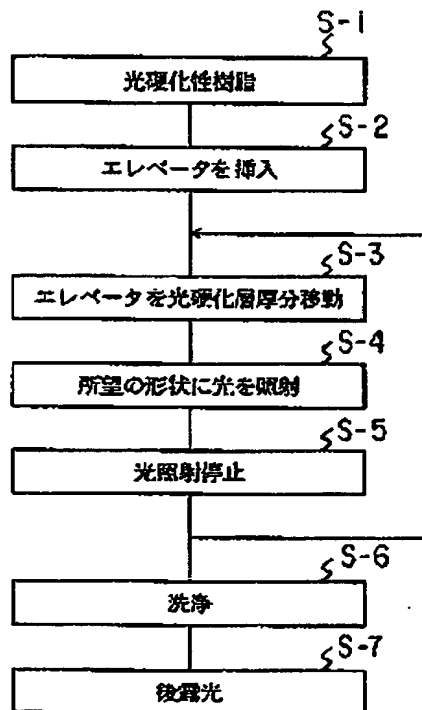 S-1
光硬化性樹脂
S-2
エレベータを挿入
S-3
エレベータを光硬化層厚分移動
S-4
所望の形状に光を照射
S-5
光照射停止
S-6
洗浄
S-7
後露光